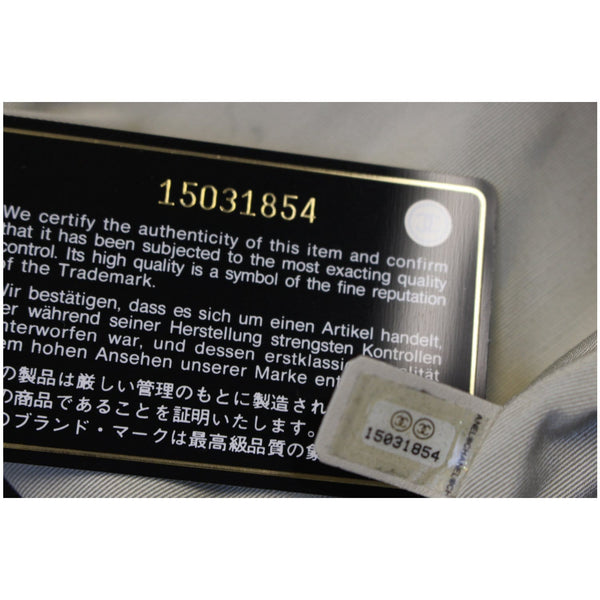 15031854
We certify the authenticity of this item and confirm
that it has been subjected to the most exacting quality
control. Its high quality is a symbol of the fine reputation
of the Trademark.
Wir bestätigen, dass es sich um einen Artikel handelt,
er während seiner Herstellung strengsten Kontrollen
nterworfen war, und dessen erstklassige
em hohen Ansehen unserer Marke
の製品は厳しい管理のもとに製造され
の商品であることを証明いたします。
のブランド・マークは最高級品質の象
15031854